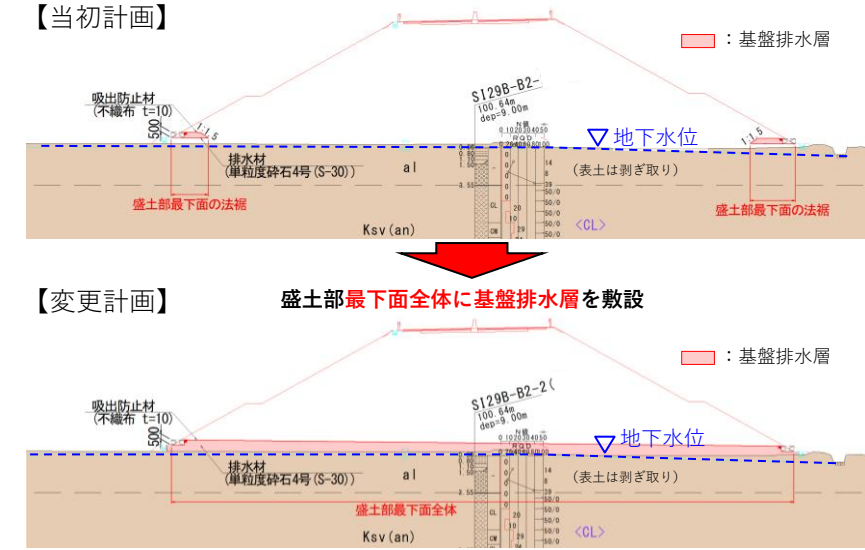 【当初計画】
：基盤排水層
吸出防止材
(不織布 t=10)
500
1:1.5
SI29B-B2-
100.64m
dep=9.00m
N値
0 1020304050
RQD
地下水位
1:1.5
排水材
(単粒度砕石4号(S-30))
al
(表土は剥ぎ取り)
盛土部最下面の法裾
盛土部最下面の法裾
Ksv(an)
<CL>
【変更計画】
盛土部最下面全体に基盤排水層を敷設
：基盤排水層
吸出防止材
(不織布 t=10)
500
SI29B-B2-2(
100.64m
dep=9.00m
0 1020304050
RQD
地下水位
排水材
(単粒度砕石4号(S-30))
al
(表土は剥ぎ取り)
盛土部最下面全体
Ksv(an)
<CL>